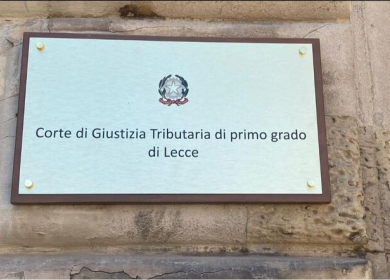 Corte di Giustizia Tributaria di primo grado
di Lecce